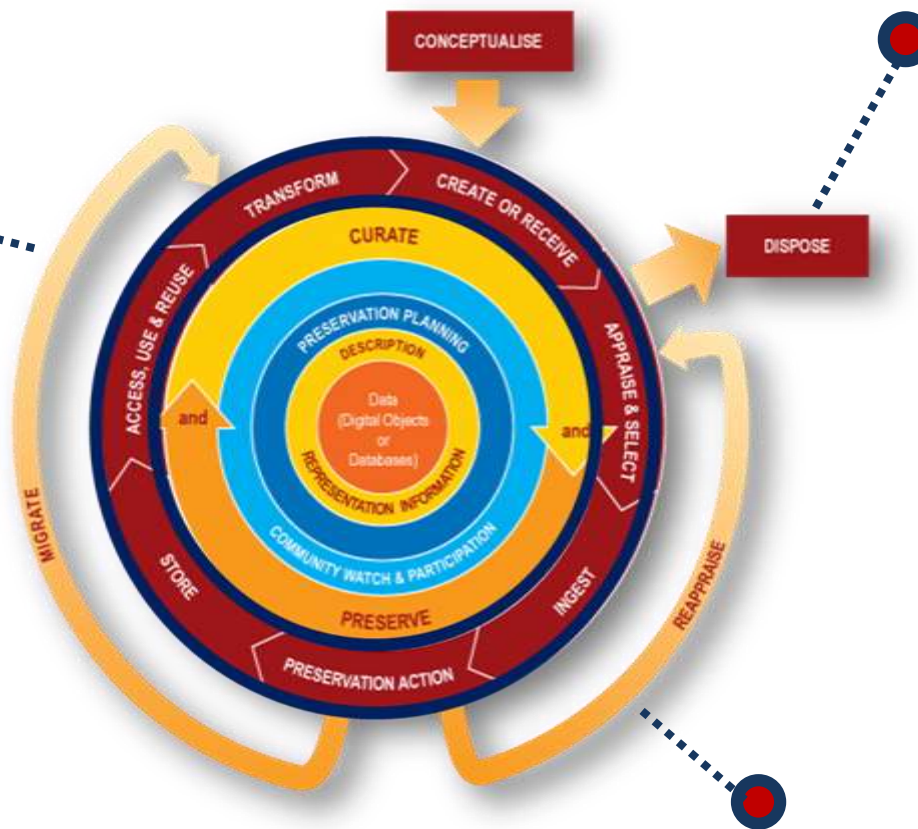 CONCEPTUALISE
TRANSFORM
CREATE OR RECEIVE
DISPOSE
CURATE
ACCESS, USE & REUSE
PRESERVATION PLANNING
APPRAISE & SELECT
DESCRIPTION
Data
(Digital Objects
or
Databases)
and
and
REPRESENTATION INFORMATION
MIGRATE
COMMUNITY WATCH & PARTICIPATION
STORE
INGEST
REAPPRAISE
PRESERVE
PRESERVATION ACTION